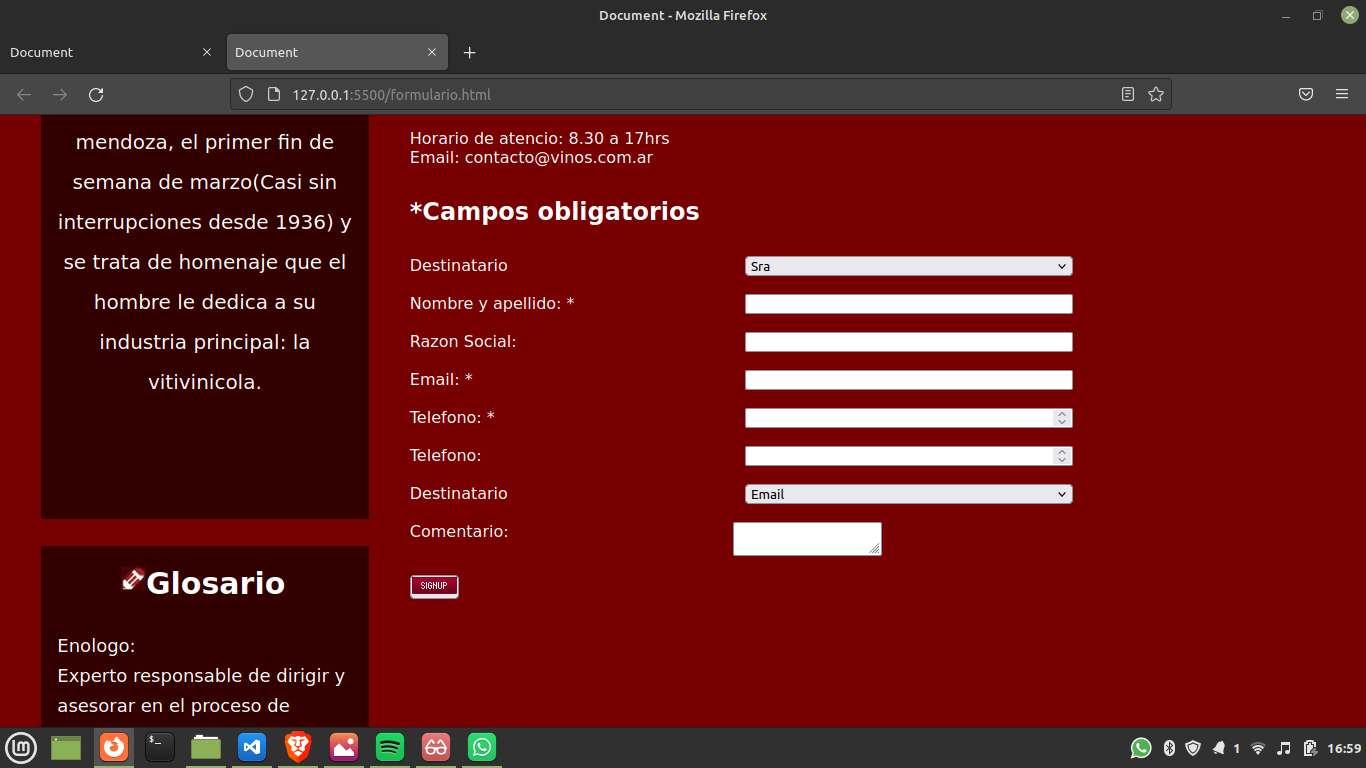 Document - Mozilla Firefox
Document
Document
127.0.0.1:5500/formulario.html
mendoza, el primer fin de
semana de marzo(Casi sin
interrupciones desde 1936) y
se trata de homenaje que el
hombre le dedica a su
industria principal: la
vitivinicola.
Glosario
Enologo:
Experto responsable de dirigir y
asesorar en el proceso de
Horario de atencio: 8.30 a 17hrs
Email: contacto@vinos.com.ar
*Campos obligatorios
Destinatario Sra
Nombre y apellido: *
Razon Social:
Email: *
Telefono: *
Telefono:
Destinatario Email
Comentario:
SIGNUP
1 16:59